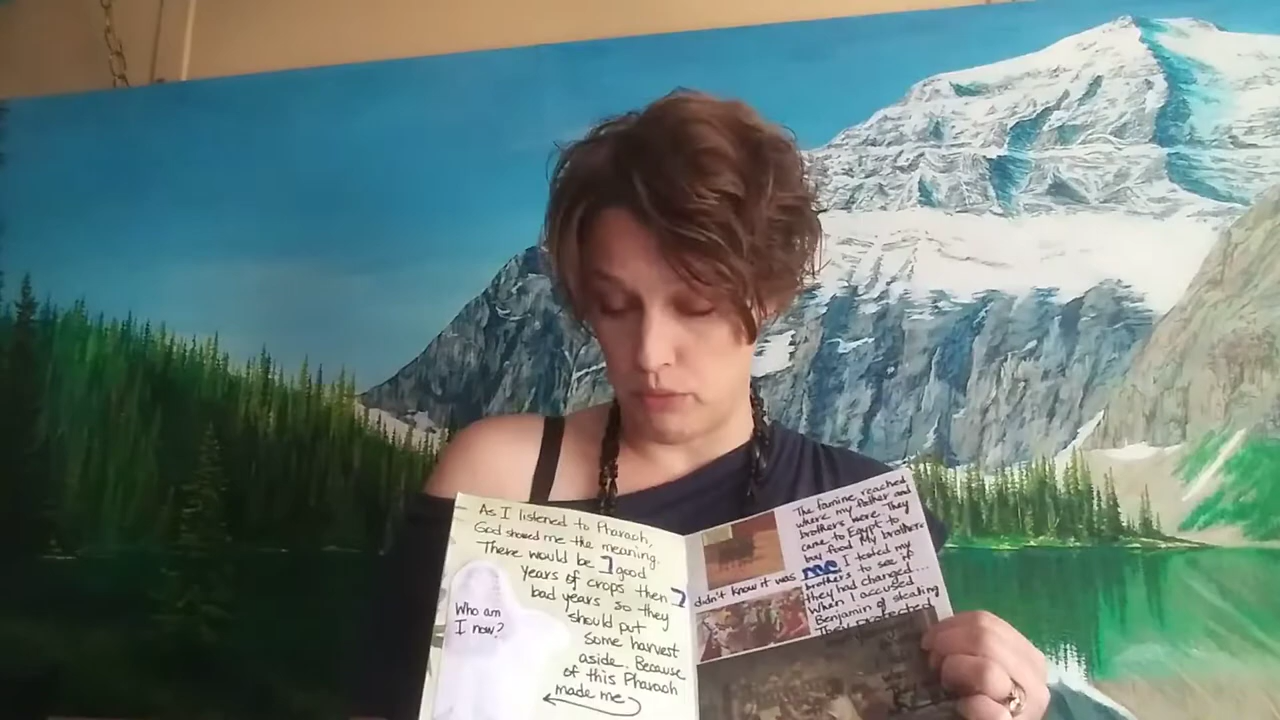 As I listened to Pharaoh,
God showed me the meaning.
There would be 7 good
years of crops then 7
bad years so they
should put
some harvest
aside. Because
of this Pharaoh
made me
Who am
I now?
The famine reached
where my father and
brothers were. They
came to Egypt to
buy food. My brothers
didn't know it was me I tested my
brothers to see if
they had changed...
When I accused
Benjamin of stealing
They protected